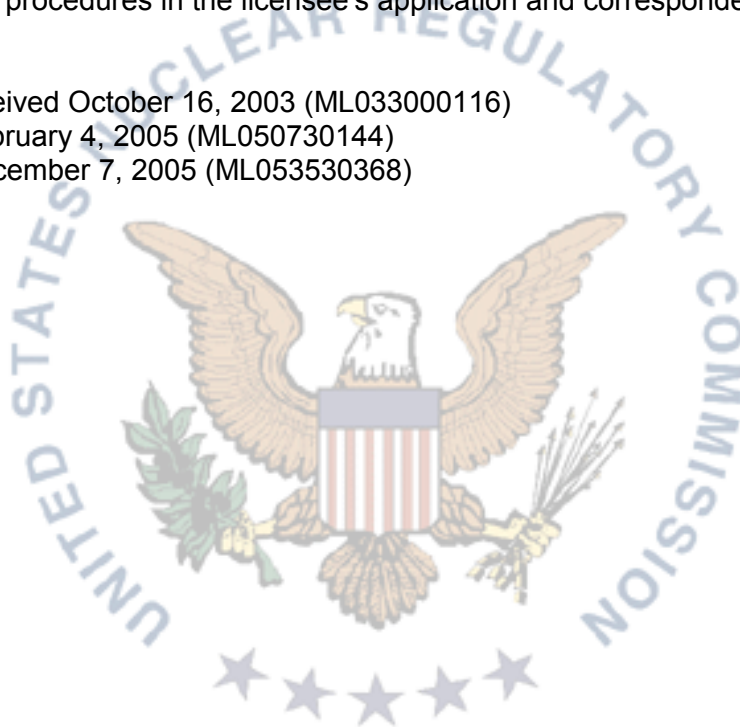 procedures in the licensee's application and corresponde
eived October 16, 2003 (ML033000116)
oruary 4, 2005 (ML050730144)
cember 7, 2005 (ML053530368)
UNITED STATES NUCLEAR REGULATORY COMMISSION